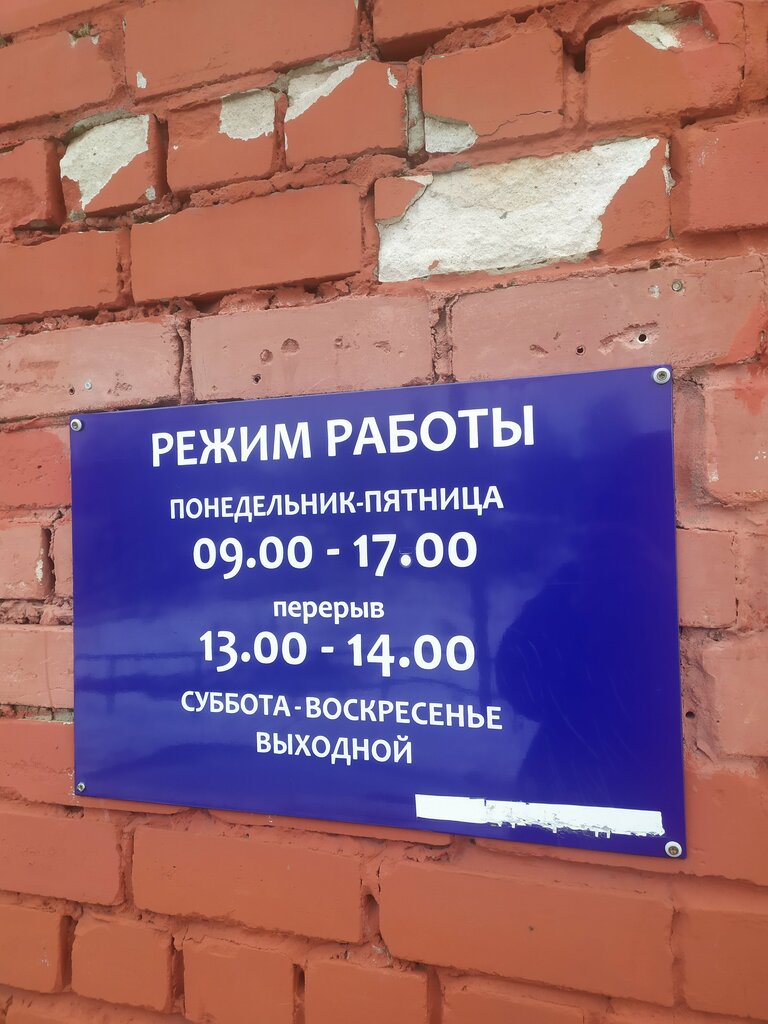 РЕЖИМ РАБОТЫ
ПОНЕДЕЛЬНИК-ПЯТНИЦА
09.00 - 17.00
перерыв
13.00 - 14.00
СУББОТА - ВОСКРЕСЕНЬЕ
ВЫХОДНОЙ